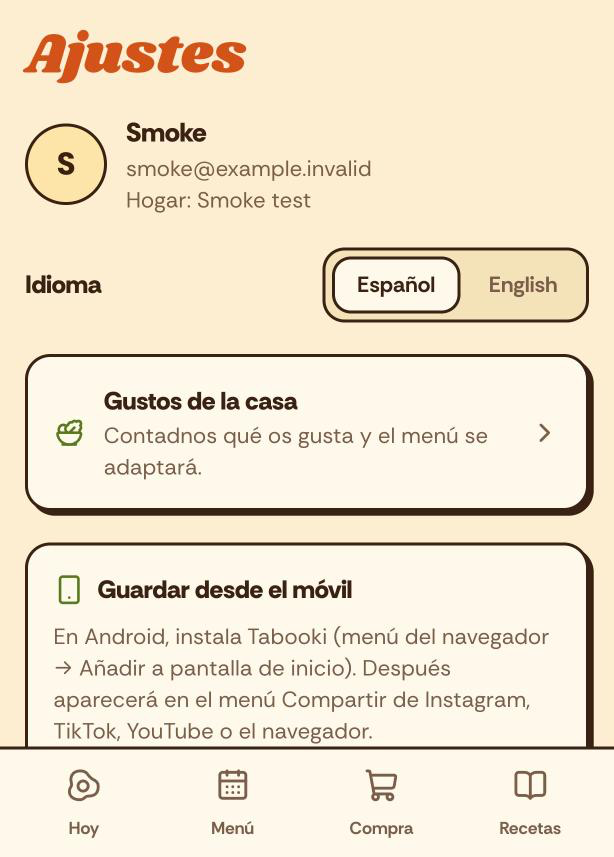 Ajustes
S
Smoke
smoke@example.invalid
Hogar: Smoke test
Idioma
Español
English
Gustos de la casa
Contadnos qué os gusta y el menú se
adaptará.
Guardar desde el móvil
En Android, instala Tabooki (menú del navegador
→ Añadir a pantalla de inicio). Después
aparecerá en el menú Compartir de Instagram,
TikTok, YouTube o el navegador.
Hoy
Menú
Compra
Recetas